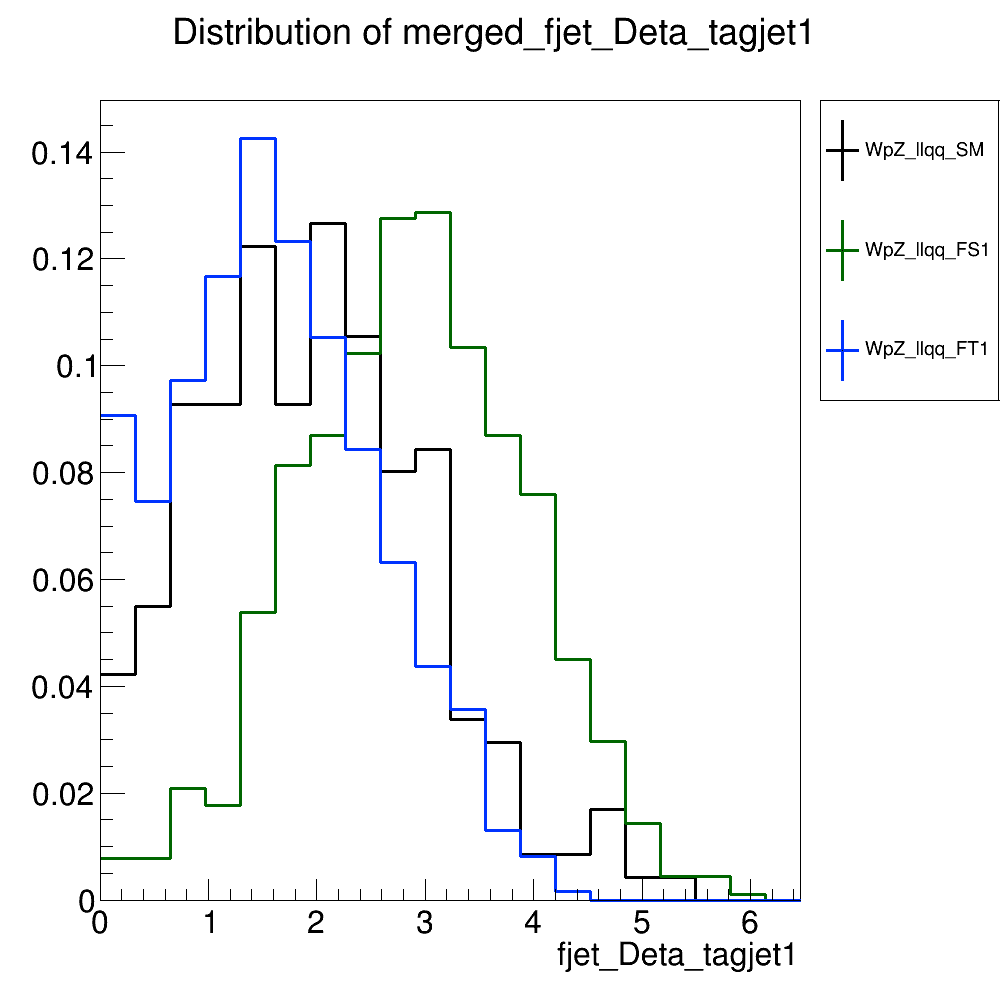 Distribution of merged_fjet_Deta_tagjet1
WpZ_llqq_SM
WpZ_llqq_FS1
WpZ_llqq_FT1
0.14
0.12
0.1
0.08
0.06
0.04
0.02
0
0 1 2 3 4 5 6
fjet_Deta_tagjet1